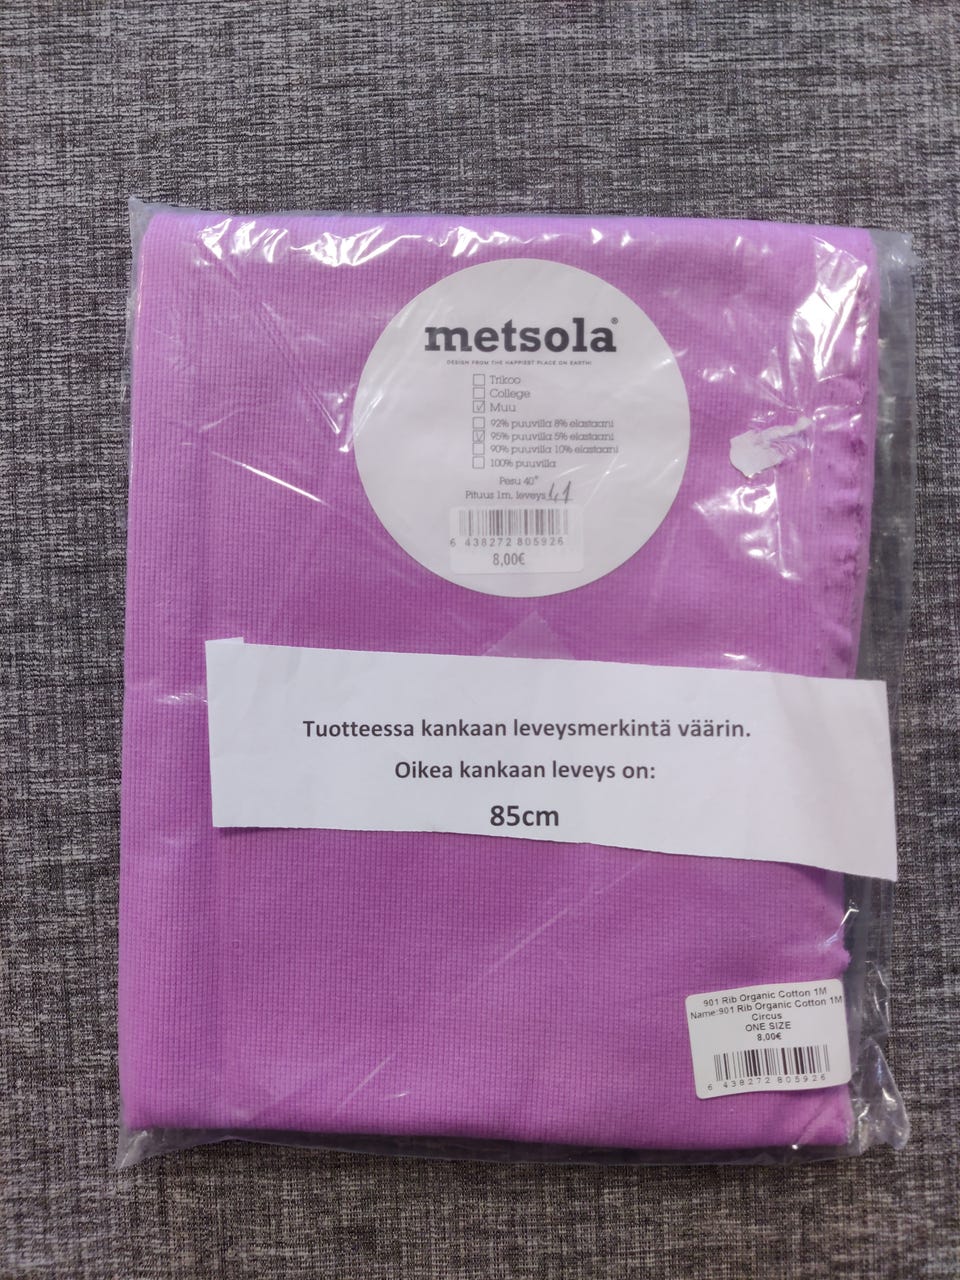 metsola®
DESIGN FROM THE HAPPIEST PLACE ON EARTH!
Trikoo
College
Muu
92% puuvilla 8% elastaani
95% puuvilla 5% elastaani
90% puuvilla 10% elastaani
100% puuvilla
Pesu 40°
Pituus 1m. leveys 1,1
6 438272 805926
8,00€
Tuotteessa kankaan leveysmerkintä väärin.
Oikea kankaan leveys on:
85cm
901 Rib Organic Cotton 1M
Name:901 Rib Organic Cotton 1M
Circus
ONE SIZE
8,00€
6 438272 805926